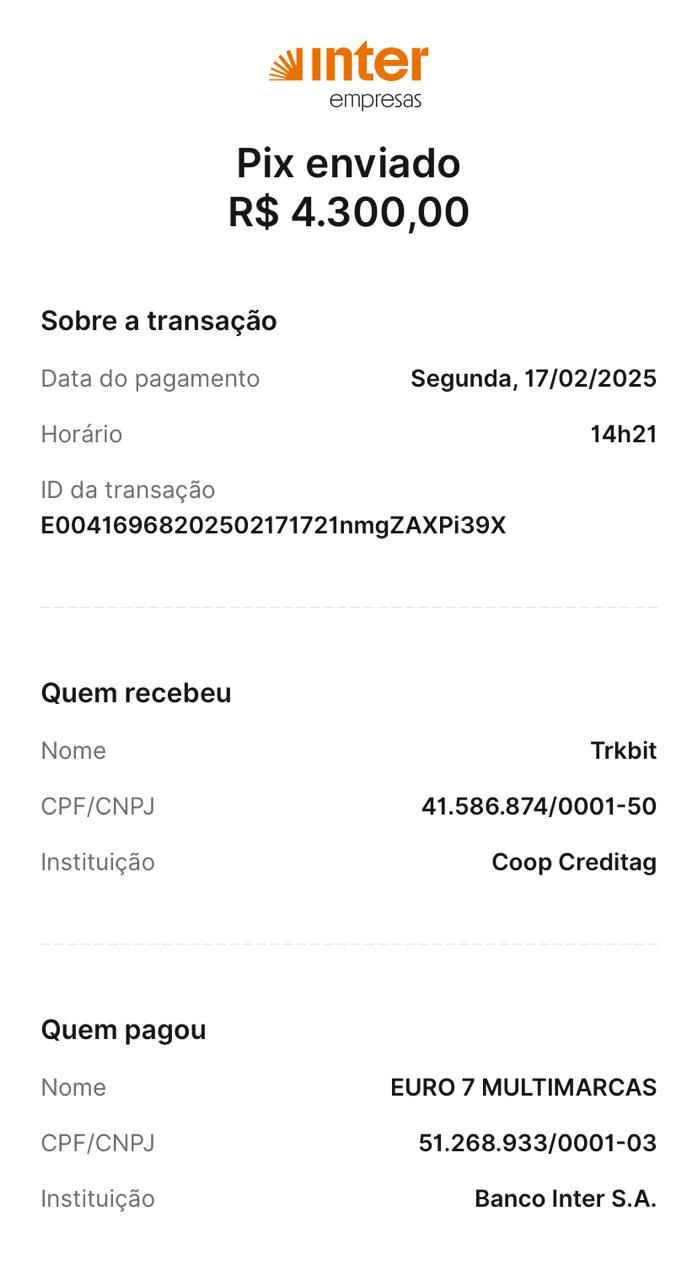 inter
empresas
Pix enviado
R$ 4.300,00
Sobre a transação
Data do pagamento Segunda, 17/02/2025
Horário 14h21
ID da transação
E00416968202502171721nmgZAXPi39X
Quem recebeu
Nome Trkbit
CPF/CNPJ 41.586.874/0001-50
Instituição Coop Creditag
Quem pagou
Nome EURO 7 MULTIMARCAS
CPF/CNPJ 51.268.933/0001-03
Instituição Banco Inter S.A.